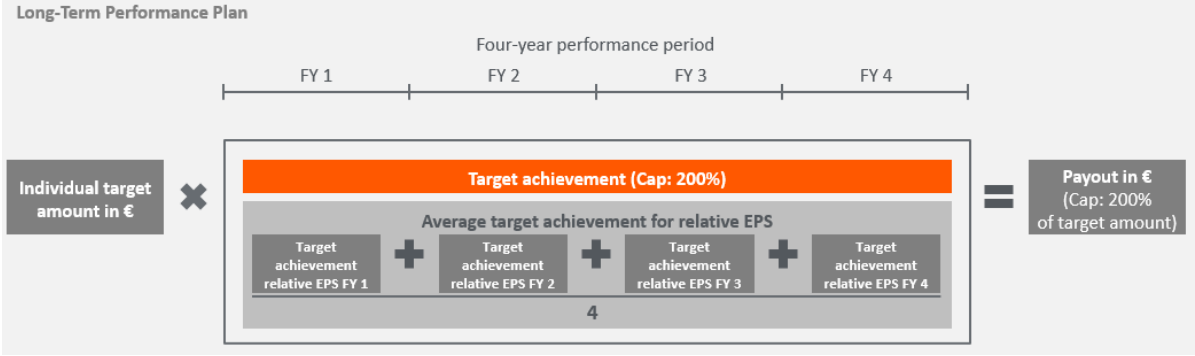 Long-Term Performance Plan
Four-year performance period
FY 1
FY 2
FY 3
FY 4
Individual target
amount in €
Target achievement (Cap: 200%)
Average target achievement for relative EPS
Target
achievement
relative EPS FY 1
Target
achievement
relative EPS FY 2
Target
achievement
relative EPS FY 3
Target
achievement
relative EPS FY 4
4
Payout in €
(Cap: 200%
of target amount)